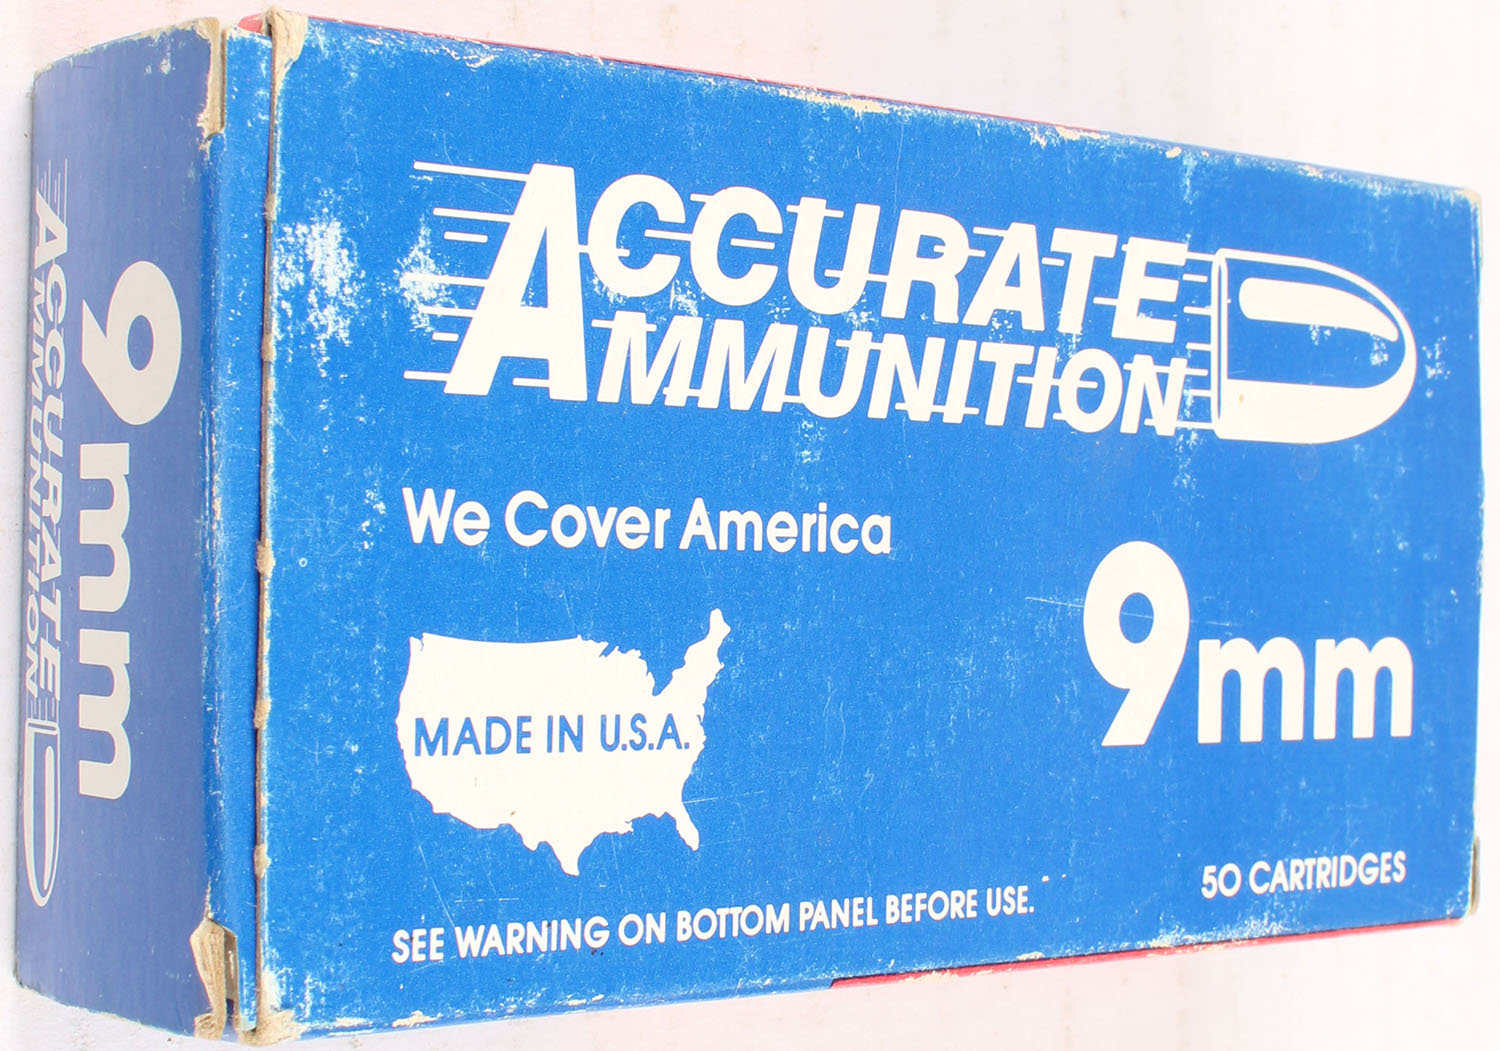 ACCURATE
AMMUNITION
We Cover America
9mm
MADE IN U.S.A.
50 CARTRIDGES
SEE WARNING ON BOTTOM PANEL BEFORE USE.
9mm
ACCURATE
AMMUNITION